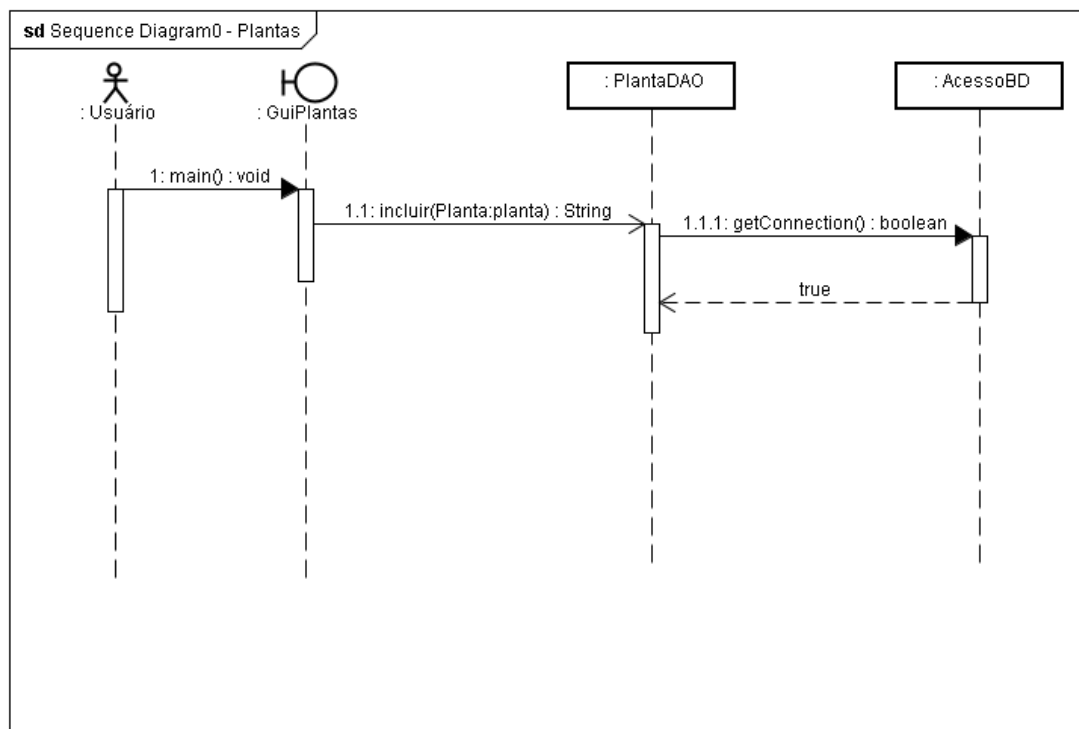 sd Sequence Diagram0 - Plantas
: Usuário
: GuiPlantas
: PlantaDAO
: AcessoBD
1: main() : void
1.1: incluir(Planta:planta) : String
1.1.1: getConnection() : boolean
true